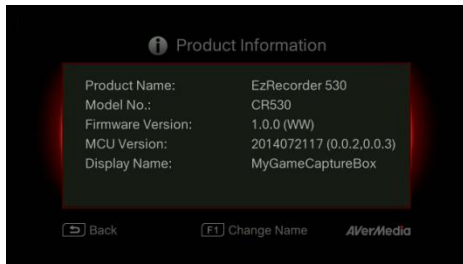 Product Information
Product Name: EzRecorder 530
Model No.: CR530
Firmware Version: 1.0.0 (WW)
MCU Version: 2014072117 (0.0.2,0.0.3)
Display Name: MyGameCaptureBox
Back F1 Change Name AVerMedia